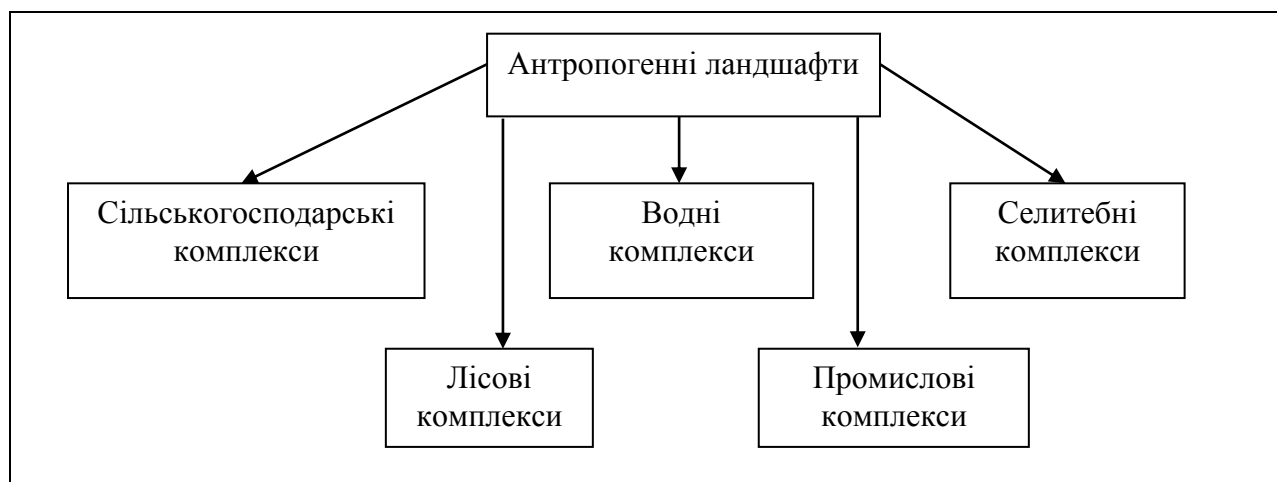 Антропогенні ландшафти
Сільськогосподарські
комплекси
Водні
комплекси
Селитебні
комплекси
Лісові
комплекси
Промислові
комплекси